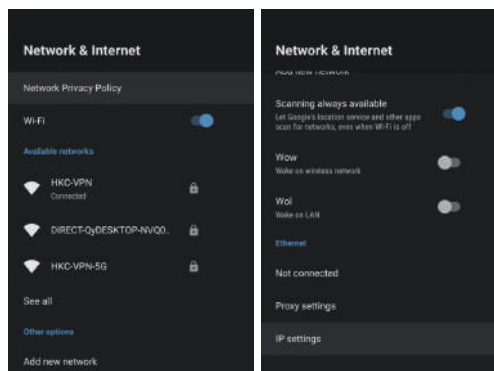 Network & Internet
Network Privacy Policy
Wi-Fi
Available networks
HKC-VPN
Connected
DIRECT-QyDESKTOP-NVQ0..
HKC-VPN-5G
See all
Other options
Add new network
Network & Internet
Add new network
Scanning always available
Let Google's location service and other apps
scan for networks, even when Wi-Fi is off
Wow
Wake on wireless network
Wol
Wake on LAN
Ethernet
Not connected
Proxy settings
IP settings